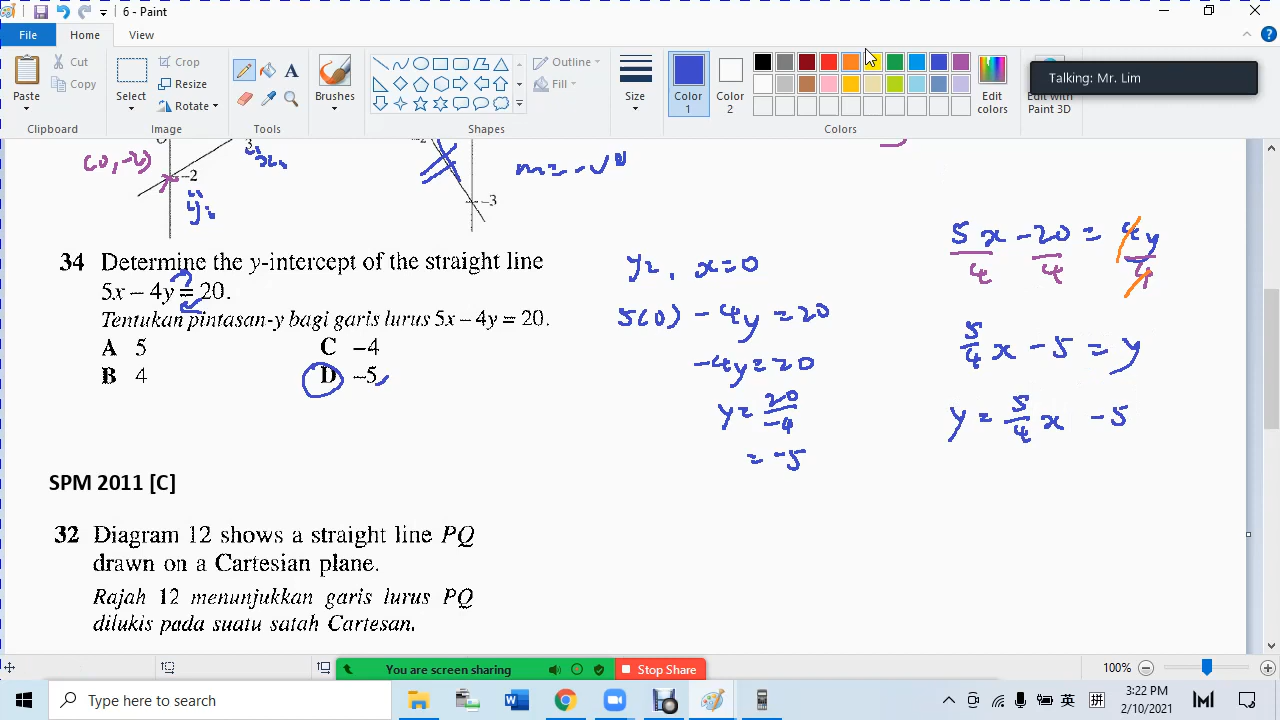 6 - Paint
File
Home
View
Paste
Cut
Copy
Clipboard
Select
Crop
Resize
Rotate
Image
A
Tools
Brushes
Outline
Fill
Shapes
Size
Color 1
Color 2
Edit colors
Colors
Edit with Paint 3D
Talking: Mr. Lim
(0, -2)
-2
3
-3
5x - 20 = 4y
4 4 4
34 Determine the y-intercept of the straight line
5x – 4y = 20.
Tentukan pintasan-y bagi garis lurus 5x – 4y = 20.
A 5
C –4
B 4
D –5
x = 0
5(0) - 4y = 20
-4y = 20
y = 20/-4
= -5
5/4 x - 5 = y
y = 5/4 x - 5
SPM 2011 [C]
32 Diagram 12 shows a straight line PQ
drawn on a Cartesian plane.
Rajah 12 menunjukkan garis lurus PQ
dilukis pada suatu satah Cartesan.
You are screen sharing
Stop Share
100%
Type here to search
英
拼
3:22 PM
2/10/2021